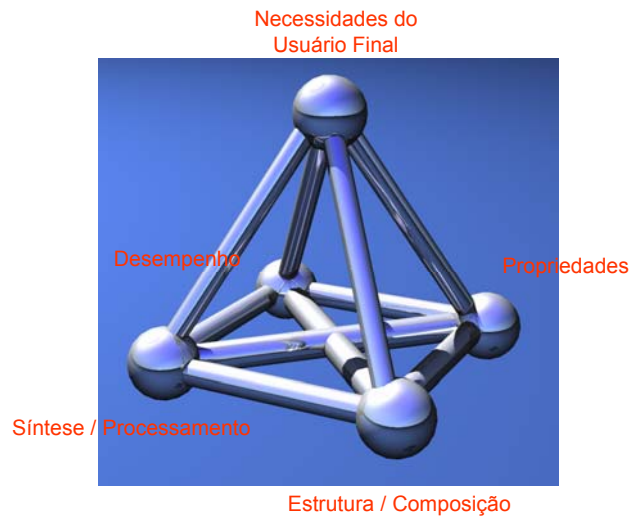 Necessidades do
Usuário Final
Desempenho
Propriedades
Síntese / Processamento
Estrutura / Composição